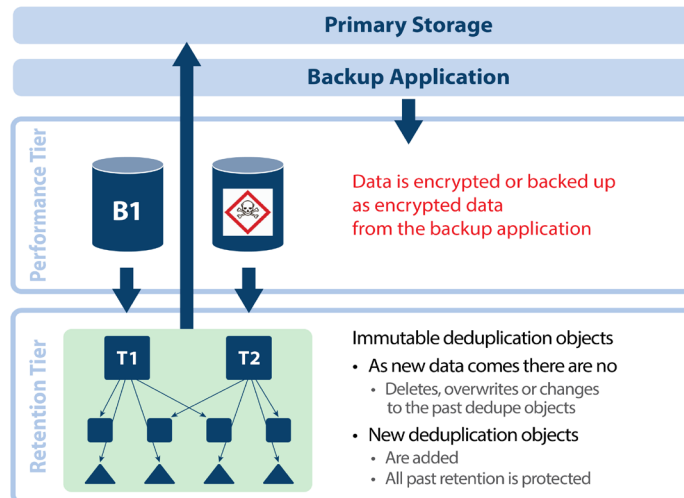 Primary Storage
Backup Application
Performance Tier
B1
Data is encrypted or backed up
as encrypted data
from the backup application
Retention Tier
T1
T2
Immutable deduplication objects
• As new data comes there are no
• Deletes, overwrites or changes
to the past dedupe objects
• New deduplication objects
• Are added
• All past retention is protected